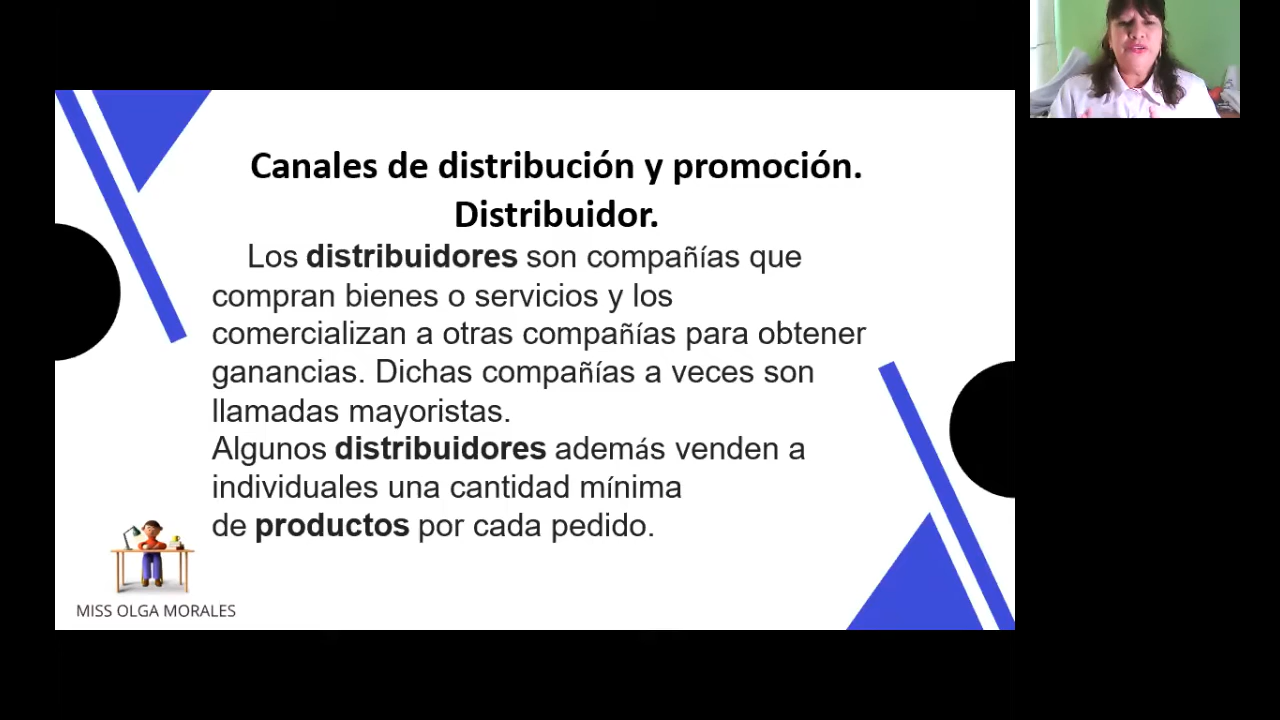 Canales de distribución y promoción.
Distribuidor.
Los distribuidores son compañías que
compran bienes o servicios y los
comercializan a otras compañías para obtener
ganancias. Dichas compañías a veces son
llamadas mayoristas.
Algunos distribuidores además venden a
individuales una cantidad mínima
de productos por cada pedido.
MISS OLGA MORALES